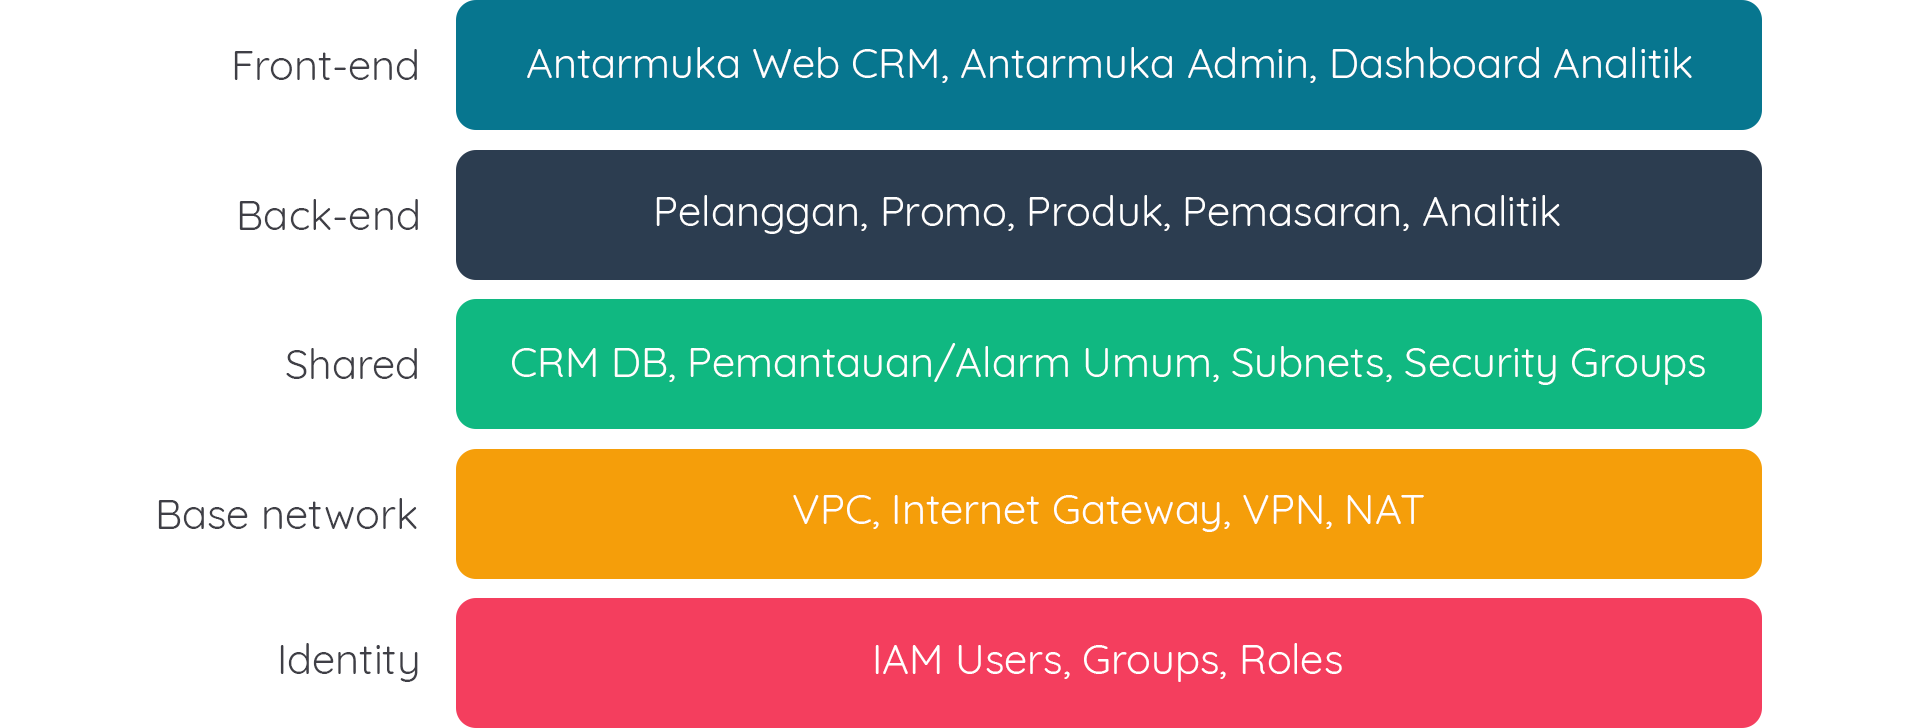 Front-end
Antarmuka Web CRM, Antarmuka Admin, Dashboard Analitik
Back-end
Pelanggan, Promo, Produk, Pemasaran, Analitik
Shared
CRM DB, Pemantauan/Alarm Umum, Subnets, Security Groups
Base network
VPC, Internet Gateway, VPN, NAT
Identity
IAM Users, Groups, Roles